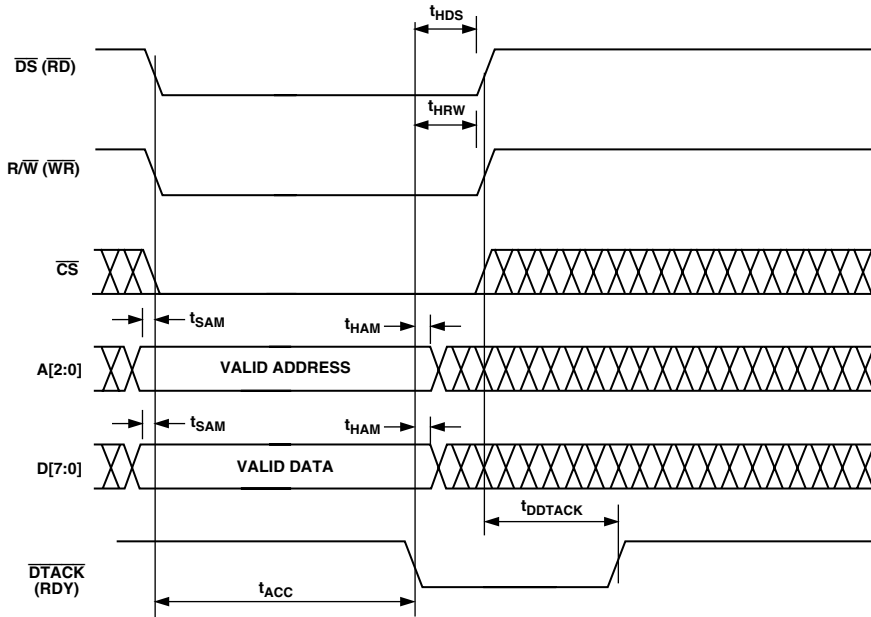 tHDS
DS (RD)
tHRW
R/W (WR)
CS
tSAM
tHAM
A[2:0]
VALID ADDRESS
tSAM
tHAM
D[7:0]
VALID DATA
tDDTACK
DTACK
(RDY)
tACC